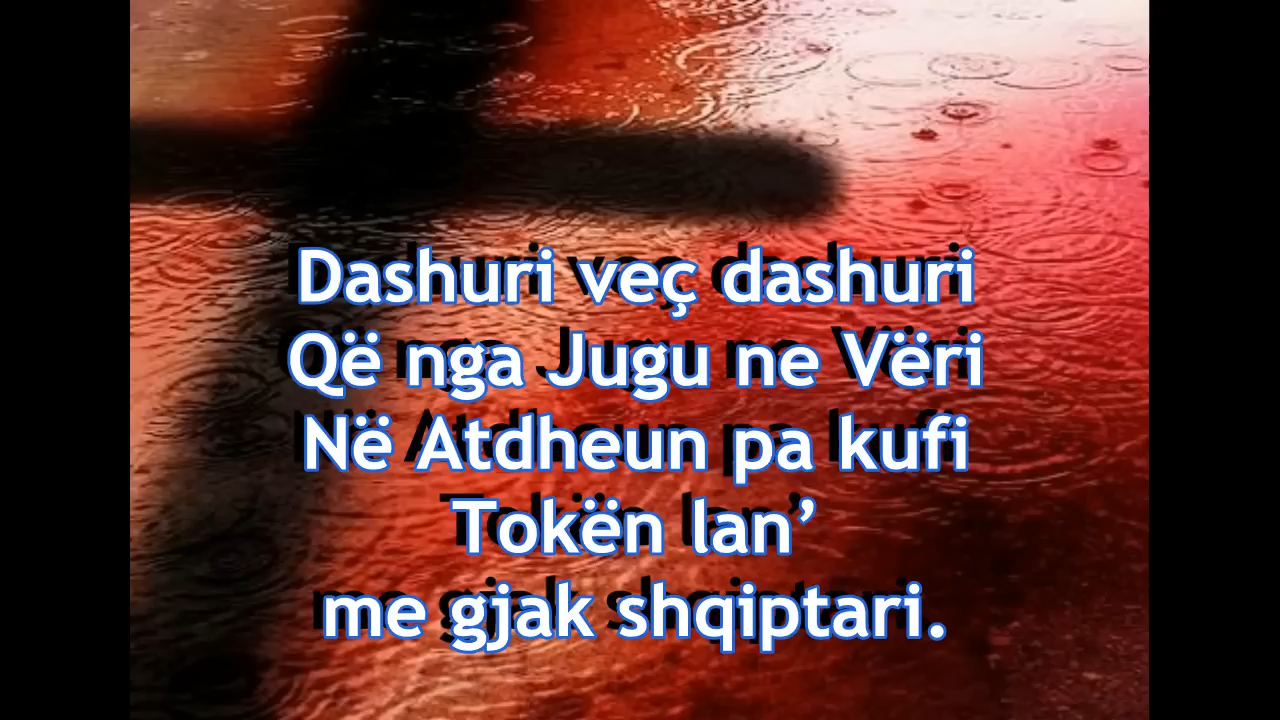 Dashuri veç dashuri
Që nga Jugu ne Vëri
Në Atdheun pa kufi
Tokën lan’
me gjak shqiptari.